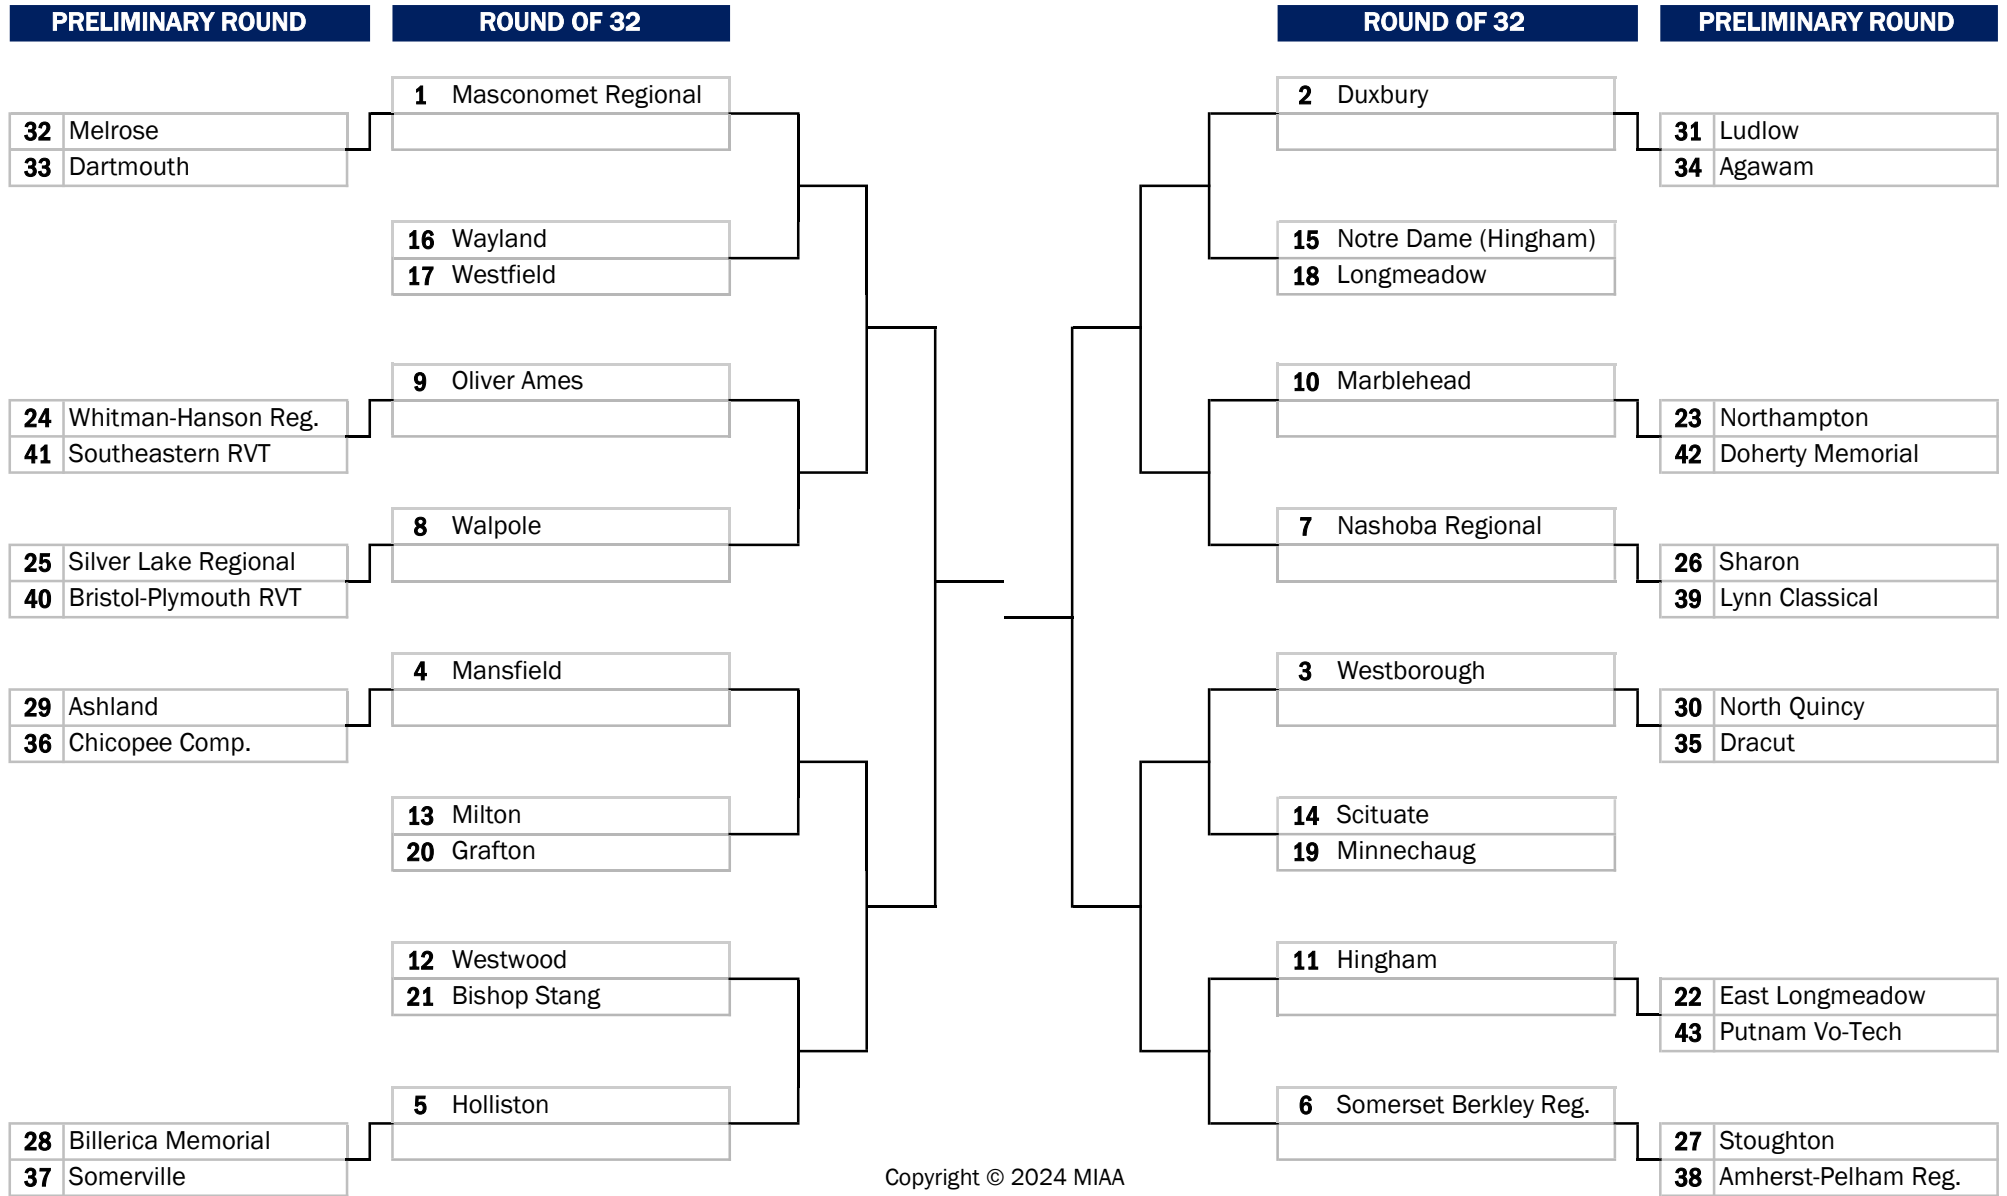 PRELIMINARY ROUND
ROUND OF 32
ROUND OF 32
PRELIMINARY ROUND
1 Masconomet Regional
32 Melrose
33 Dartmouth
16 Wayland
17 Westfield
9 Oliver Ames
24 Whitman-Hanson Reg.
41 Southeastern RVT
8 Walpole
25 Silver Lake Regional
40 Bristol-Plymouth RVT
4 Mansfield
29 Ashland
36 Chicopee Comp.
13 Milton
20 Grafton
12 Westwood
21 Bishop Stang
5 Holliston
28 Billerica Memorial
37 Somerville
2 Duxbury
31 Ludlow
34 Agawam
15 Notre Dame (Hingham)
18 Longmeadow
10 Marblehead
23 Northampton
42 Doherty Memorial
7 Nashoba Regional
26 Sharon
39 Lynn Classical
3 Westborough
30 North Quincy
35 Dracut
14 Scituate
19 Minnechaug
11 Hingham
22 East Longmeadow
43 Putnam Vo-Tech
6 Somerset Berkley Reg.
27 Stoughton
38 Amherst-Pelham Reg.
Copyright © 2024 MIAA